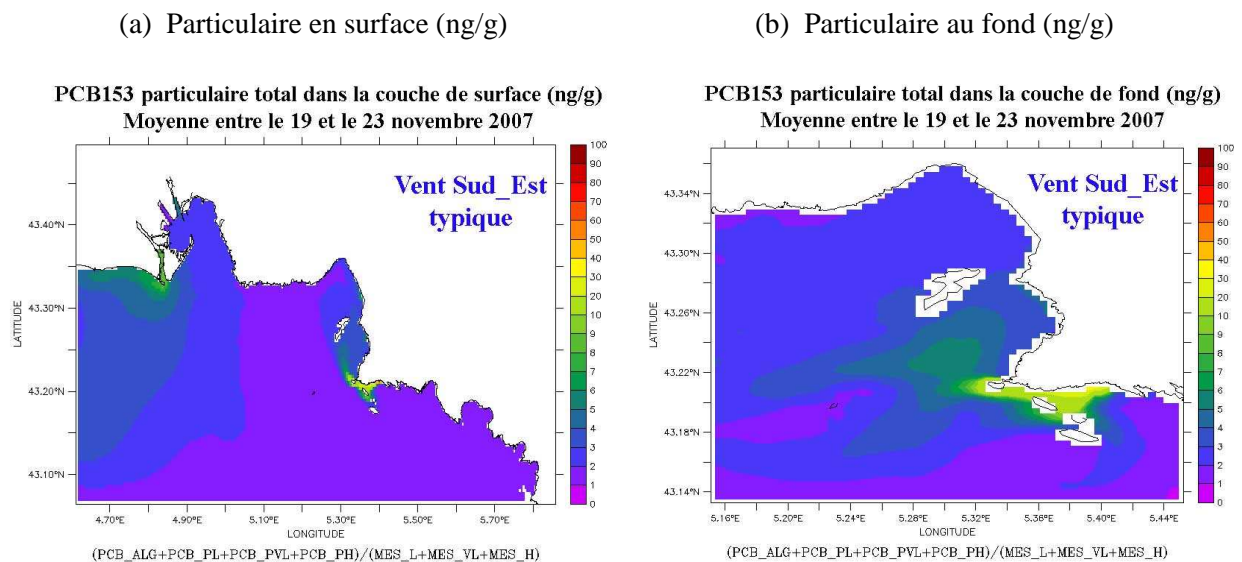 (a) Particulaire en surface (ng/g)
(b) Particulaire au fond (ng/g)
PCB153 particulaire total dans la couche de surface (ng/g)
Moyenne entre le 19 et le 23 novembre 2007
Vent Sud_Est
typique
43.40°N
43.30°N
43.20°N
43.10°N
LATITUDE
4.70°E 4.90°E 5.10°E 5.30°E 5.50°E 5.70°E
LONGITUDE
100
90
80
70
60
50
40
30
20
10
9
8
7
6
5
4
3
2
1
0
(PCB_ALG+PCB_PL+PCB_PVL+PCB_PH)/(MES_L+MES_VL+MES_H)
PCB153 particulaire total dans la couche de fond (ng/g)
Moyenne entre le 19 et le 23 novembre 2007
Vent Sud_Est
typique
43.34°N
43.30°N
43.26°N
43.22°N
43.18°N
43.14°N
LATITUDE
5.16°E 5.20°E 5.24°E 5.28°E 5.32°E 5.36°E 5.40°E 5.44°E
LONGITUDE
100
90
80
70
60
50
40
30
20
10
9
8
7
6
5
4
3
2
1
0
(PCB_ALG+PCB_PL+PCB_PVL+PCB_PH)/(MES_L+MES_VL+MES_H)